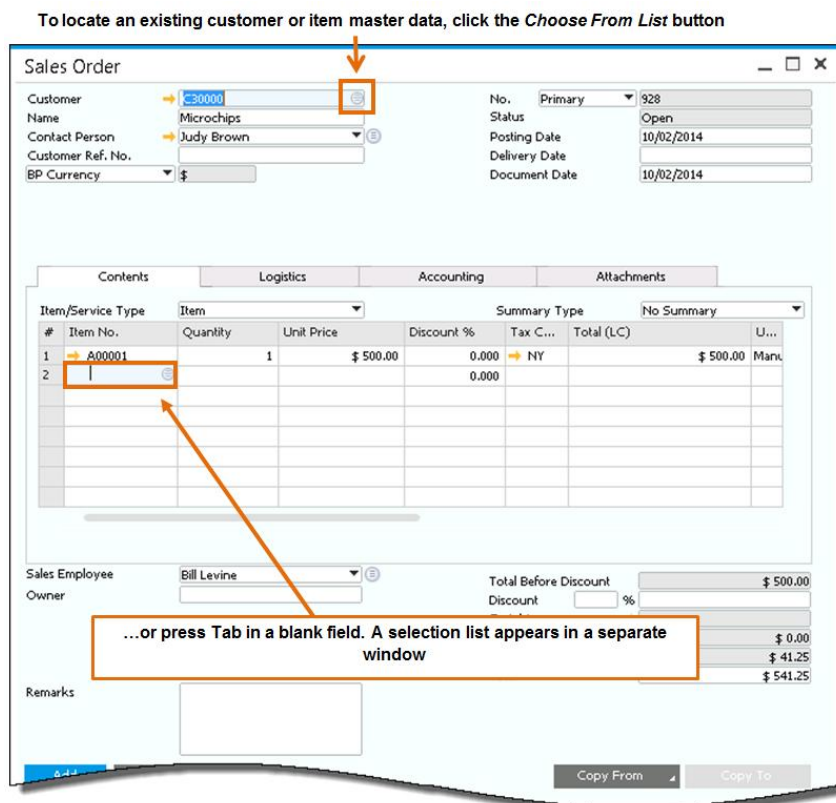 To locate an existing customer or item master data, click the Choose From List button
Sales Order
Customer C30000 No. Primary 928
Name Microchips Status Open
Contact Person Judy Brown Posting Date 10/02/2014
Customer Ref. No. Delivery Date
BP Currency $ Document Date 10/02/2014
Contents Logistics Accounting Attachments
Item/Service Type Item Summary Type No Summary
# Item No. Quantity Unit Price Discount % Tax C... Total (LC) U...
1 A00001 1 $ 500.00 0.000 NY $ 500.00 Manu
2 0.000
Sales Employee Bill Levine Total Before Discount $ 500.00
Owner Discount %
...or press Tab in a blank field. A selection list appears in a separate
window
$ 0.00
$ 41.25
$ 541.25
Remarks
Add Copy From Copy To